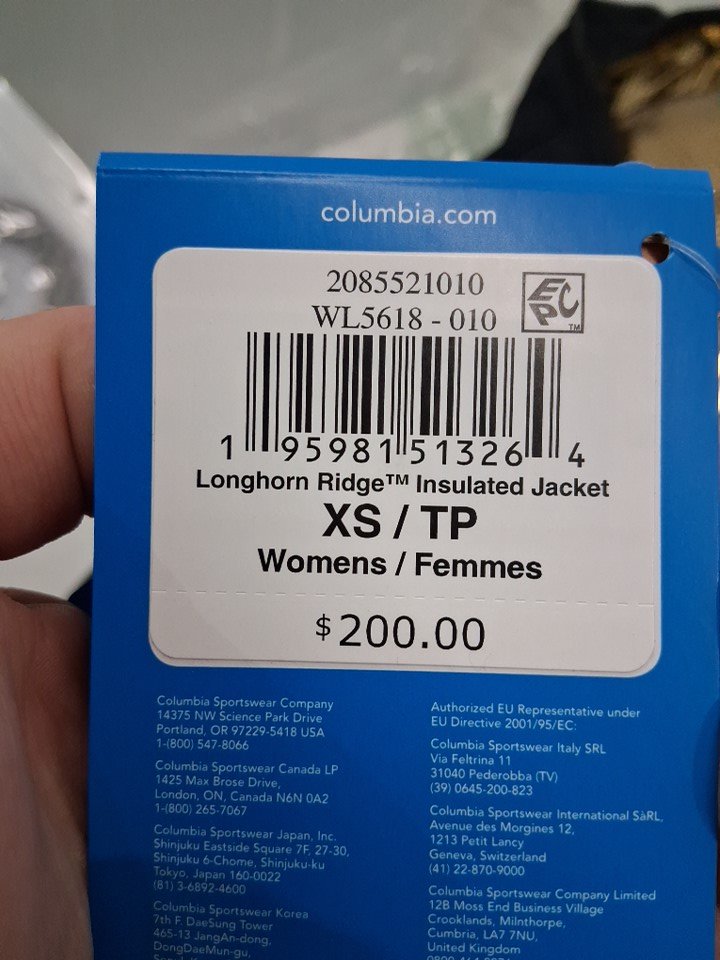 columbia.com
2085521010
WL5618 - 010
EPC
TM
1 95981 51326 4
Longhorn Ridge™ Insulated Jacket
XS / TP
Womens / Femmes
$200.00
Columbia Sportswear Company
14375 NW Science Park Drive
Portland, OR 97229-5418 USA
1-(800) 547-8066
Columbia Sportswear Canada LP
1425 Max Brose Drive,
London, ON, Canada N6N 0A2
1-(800) 265-7067
Columbia Sportswear Japan, Inc.
Shinjuku Eastside Square 7F, 27-30,
Shinjuku 6-Chome, Shinjuku-ku
Tokyo, Japan 160-0022
(81) 3-6892-4600
Columbia Sportswear Korea
7th F. DaeSung Tower
465-13 JangAn-dong,
DongDaeMun-gu,
Authorized EU Representative under
EU Directive 2001/95/EC:
Columbia Sportswear Italy SRL
Via Feltrina 11
31040 Pederobba (TV)
(39) 0645-200-823
Columbia Sportswear International SàRL,
Avenue des Morgines 12,
1213 Petit Lancy
Geneva, Switzerland
(41) 22-870-9000
Columbia Sportswear Company Limited
12B Moss End Business Village
Crooklands, Milnthorpe,
Cumbria, LA7 7NU,
United Kingdom